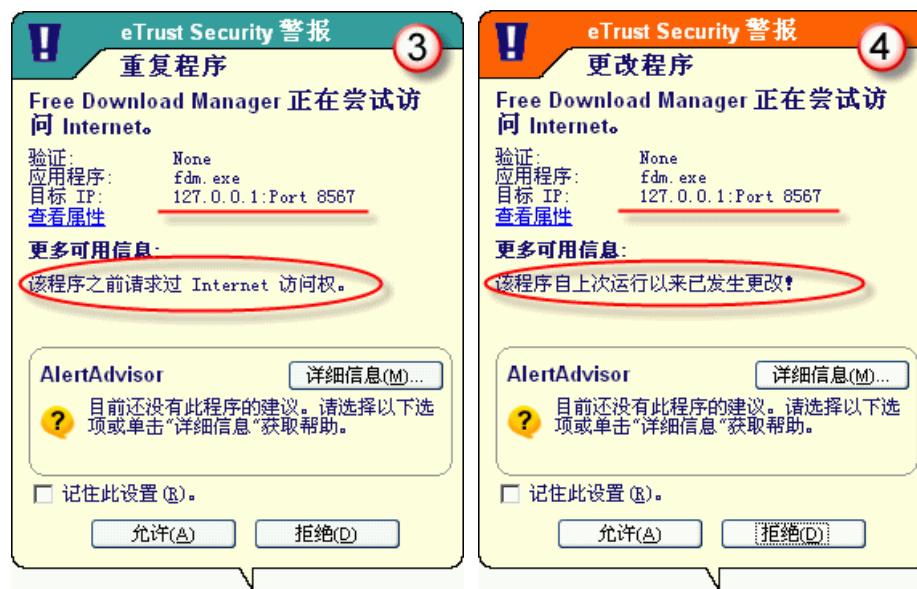 eTrust Security 警报
3
重复程序
Free Download Manager 正在尝试访
问 Internet。
验证: None
应用程序: fdm.exe
目标 IP: 127.0.0.1:Port 8567
查看属性
更多可用信息:
该程序之前请求过 Internet 访问权。
AlertAdvisor
详细信息(M)...
目前还没有此程序的建议。请选择以下选
项或单击“详细信息”获取帮助。
记住此设置(R)。
允许(A)
拒绝(D)
eTrust Security 警报
4
更改程序
Free Download Manager 正在尝试访
问 Internet。
验证: None
应用程序: fdm.exe
目标 IP: 127.0.0.1:Port 8567
查看属性
更多可用信息:
该程序自上次运行以来已发生更改!
AlertAdvisor
详细信息(M)...
目前还没有此程序的建议。请选择以下选
项或单击“详细信息”获取帮助。
记住此设置(R)。
允许(A)
拒绝(D)